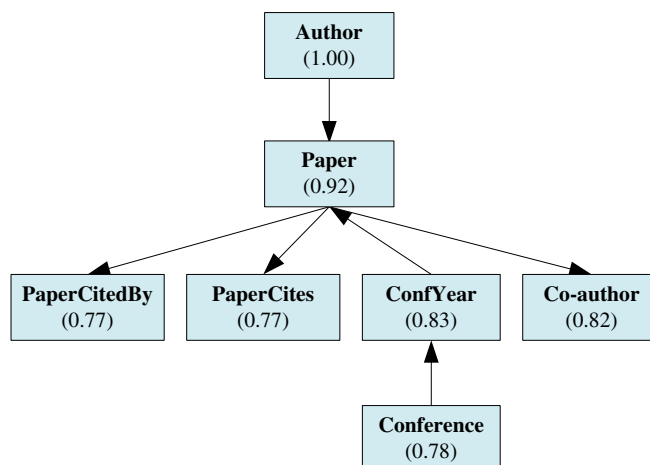 Author
(1.00)
Paper
(0.92)
PaperCitedBy
(0.77)
PaperCites
(0.77)
ConfYear
(0.83)
Co-author
(0.82)
Conference
(0.78)